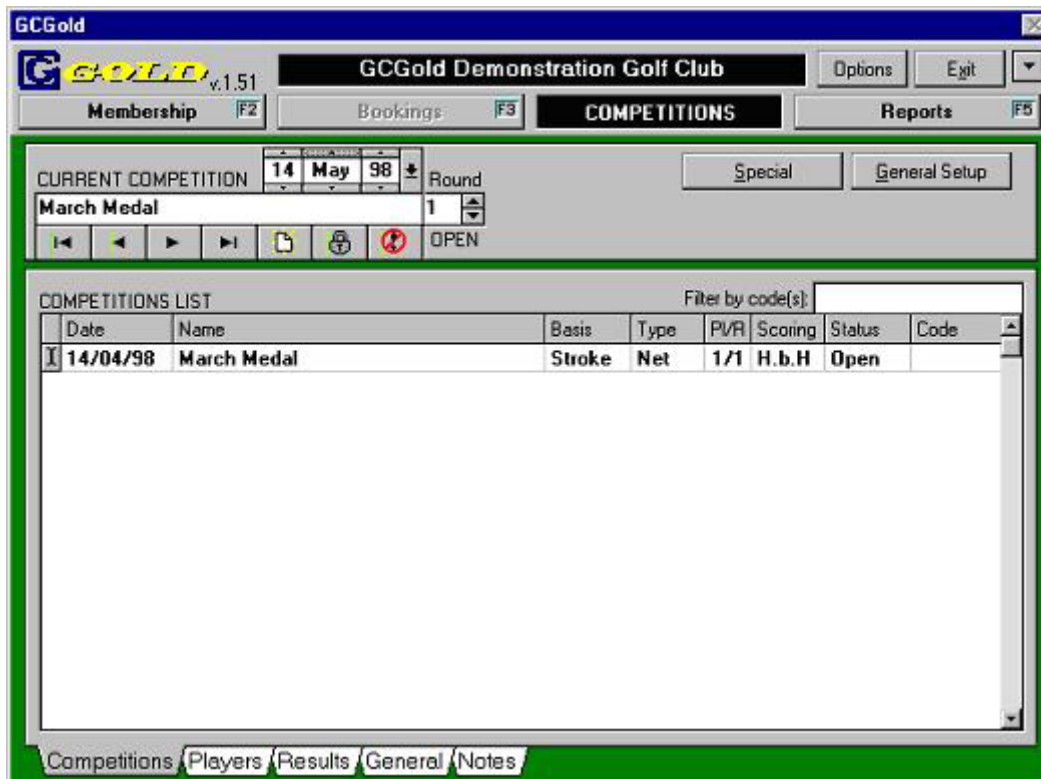 GCGold
G GOLD v.1.51 GCGold Demonstration Golf Club Options Exit
Membership F2 Bookings F3 COMPETITIONS Reports F5
CURRENT COMPETITION 14 May 98 Round Special General Setup
March Medal 1
OPEN
COMPETITIONS LIST Filter by code(s):
Date Name Basis Type Pl/R Scoring Status Code
14/04/98 March Medal Stroke Net 1/1 H.b.H Open
Competitions Players Results General Notes